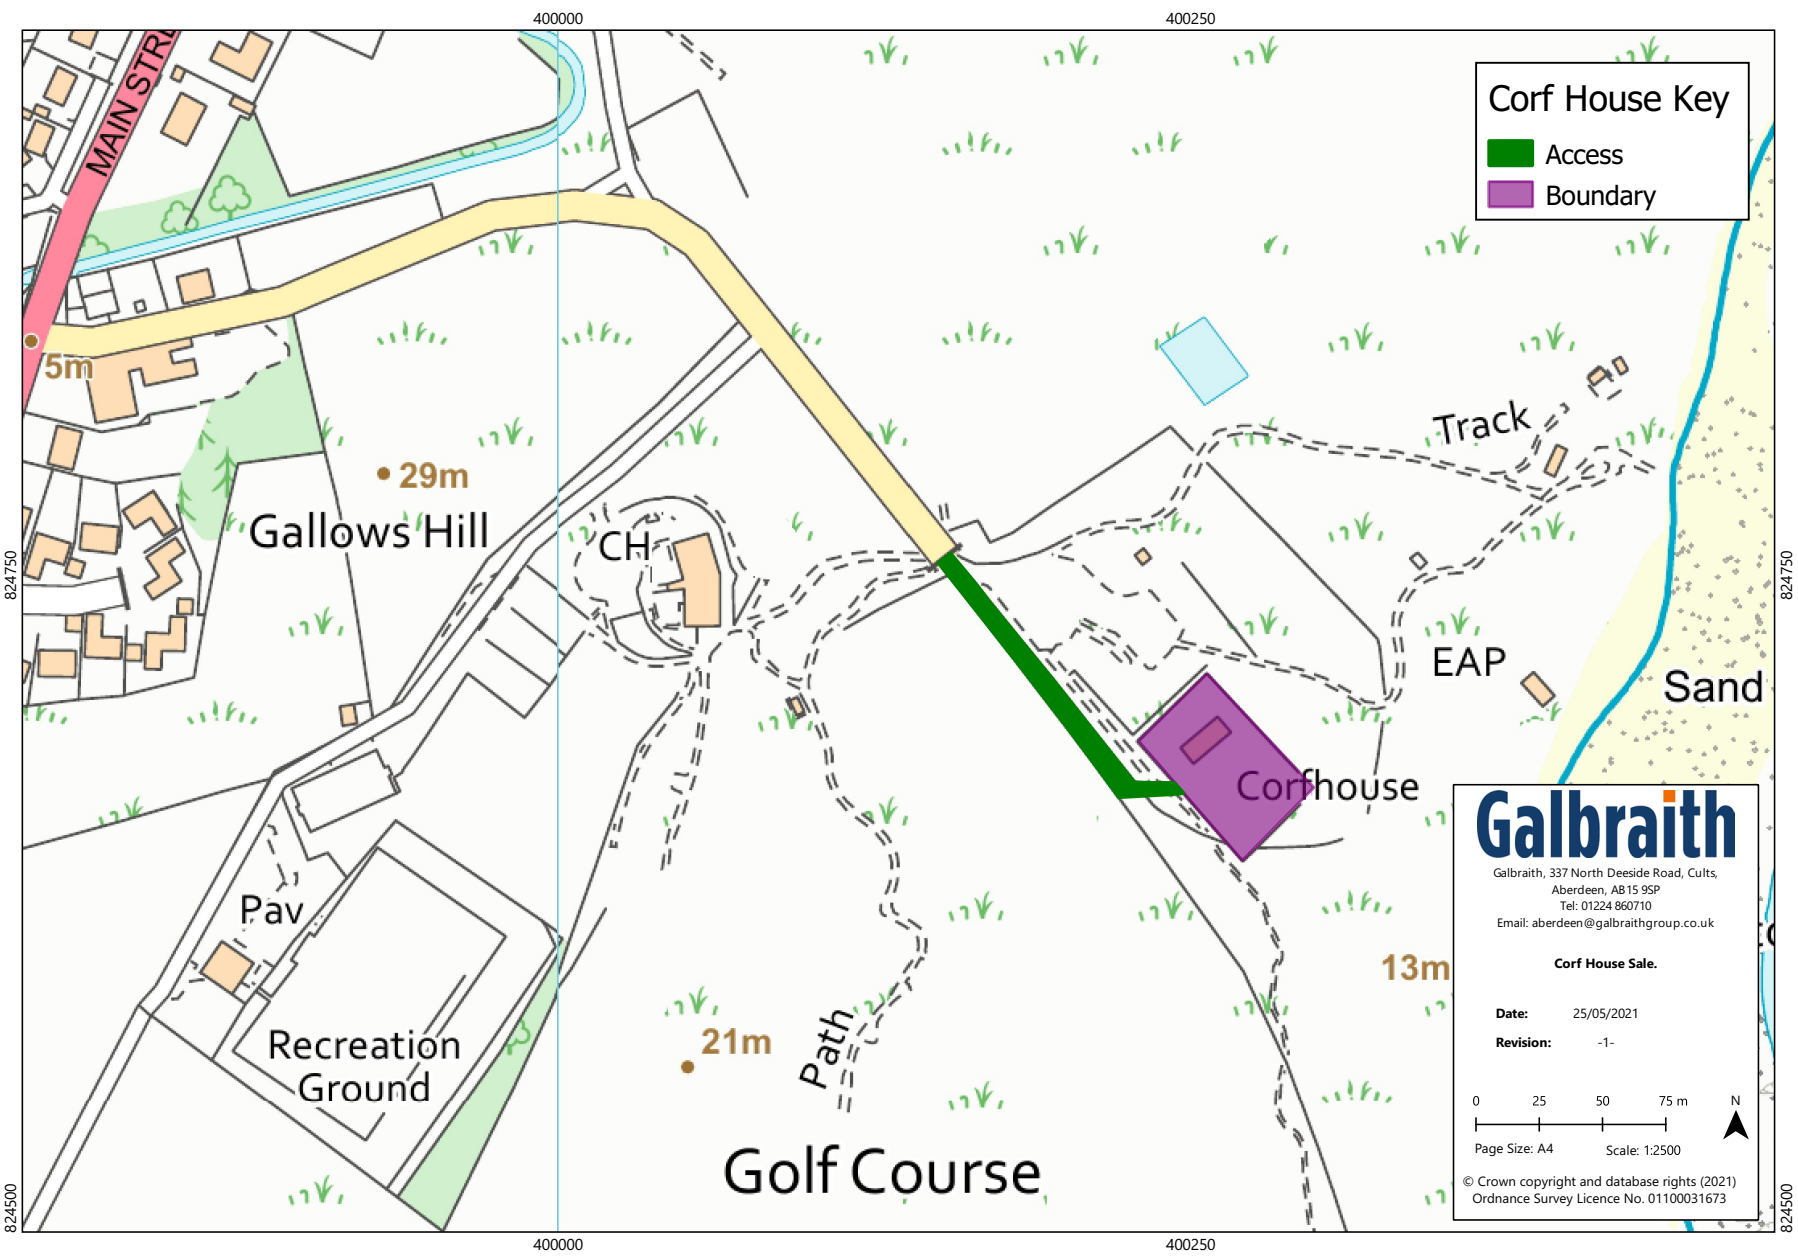 400000
400250
MAIN STRE
Corf House Key
Access
Boundary
5m
29m
Gallows Hill
CH
Track
824750
824750
EAP
Sand
Corfhouse
Pav
Recreation
Ground
21m
Path
13m
Golf Course
Galbraith
Galbraith, 337 North Deeside Road, Cults,
Aberdeen, AB15 9SP
Tel: 01224 860710
Email: aberdeen@galbraithgroup.co.uk
Corf House Sale.
Date: 25/05/2021
Revision: -1-
0 25 50 75 m
N
Page Size: A4 Scale: 1:2500
© Crown copyright and database rights (2021)
Ordnance Survey Licence No. 01100031673
824500
824500
400000
400250